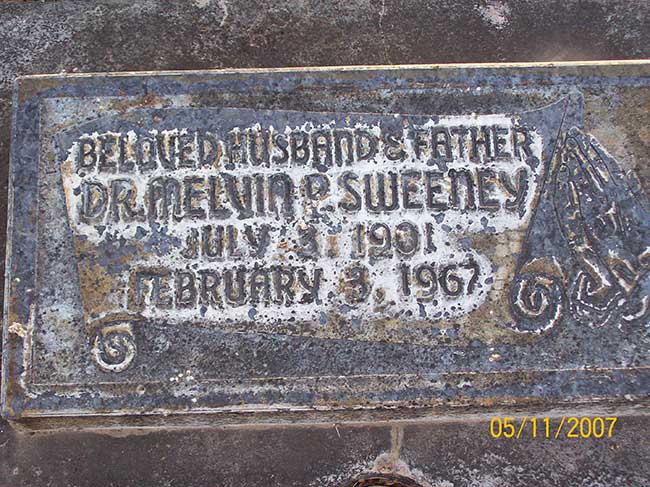 BELOVED HUSBAND & FATHER
DR. MELVIN P. SWEENEY
JULY 3, 1901
FEBRUARY 3, 1967
05/11/2007